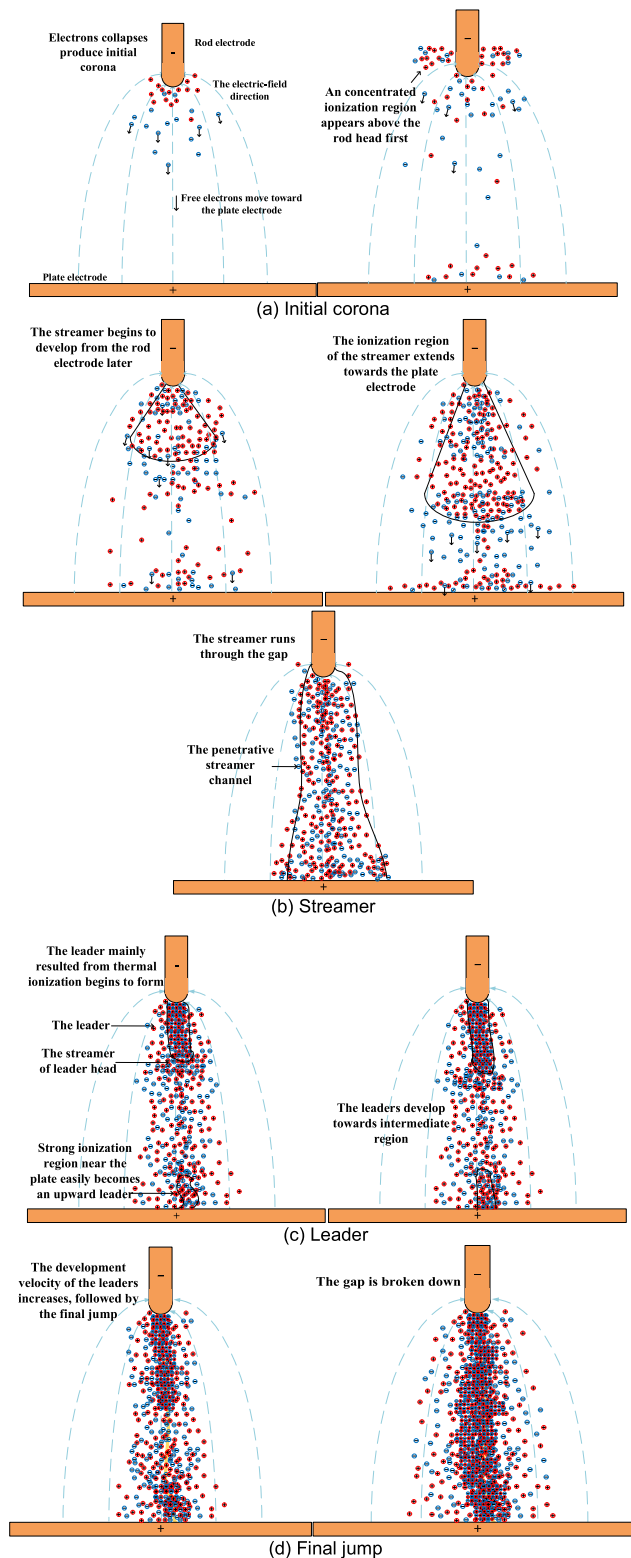 Electrons collapses
produce initial
corona
-
Rod electrode
The electric-field
direction
Free electrons move toward
the plate electrode
Plate electrode
+
−
An concentrated
ionization region
appears above the
rod head first
+
(a) Initial corona
The streamer begins to
develop from the rod
electrode later
−
+
The ionization region
of the streamer extends
towards the plate
electrode
−
+
The streamer runs
through the gap
−
The penetrative
streamer
channel
+
(b) Streamer
The leader mainly
resulted from thermal
ionization begins to form
-
The leader
The streamer
of leader head
Strong ionization
region near the
plate easily becomes
an upward leader
+
−
The leaders develop
towards intermediate
region
+
(c) Leader
The development
velocity of the leaders
increases, followed by
the final jump
−
+
The gap is broken down
−
+
(d) Final jump